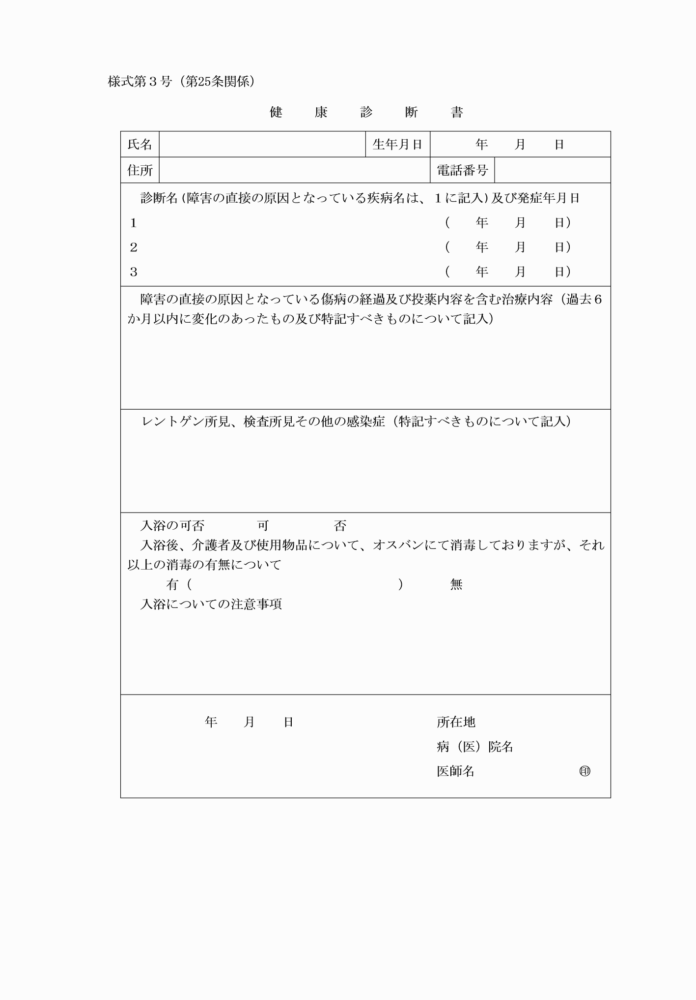 様式第３号（第25条関係）
健　康　診　断　書
氏名　生年月日　年　月　日
住所　電話番号
診断名(障害の直接の原因となっている疾病名は、１に記入)及び発症年月日
１　（　年　月　日）
２　（　年　月　日）
３　（　年　月　日）
障害の直接の原因となっている傷病の経過及び投薬内容を含む治療内容（過去６
か月以内に変化のあったもの及び特記すべきものについて記入）
レントゲン所見、検査所見その他の感染症（特記すべきものについて記入）
入浴の可否　可　否
入浴後、介護者及び使用物品について、オスバンにて消毒しておりますが、それ
以上の消毒の有無について
有（　）　無
入浴についての注意事項
年　月　日　所在地
病（医）院名
医師名　㊞